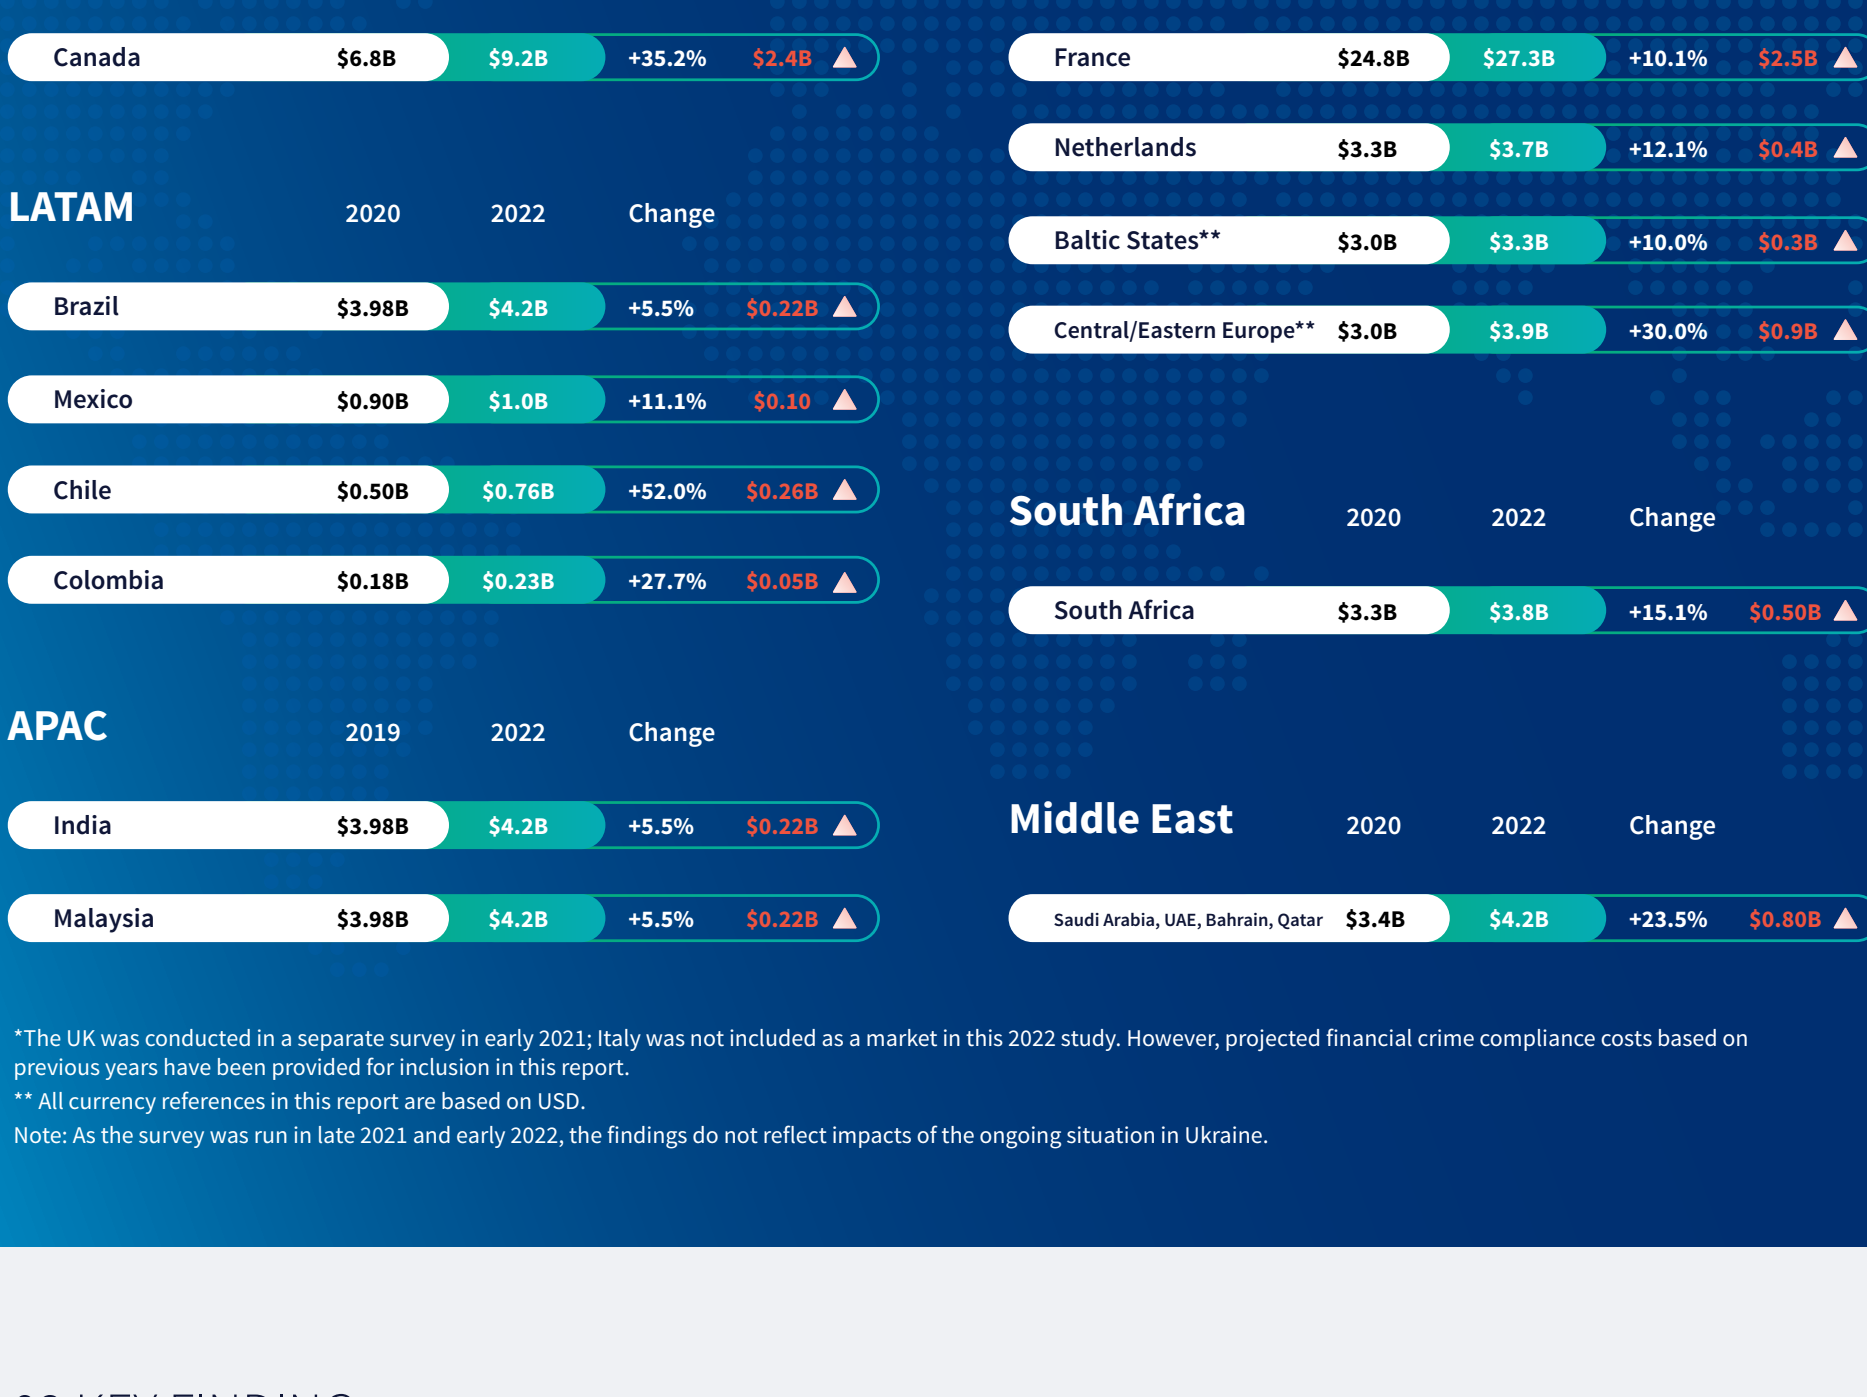 Canada $6.8B $9.2B +35.2% $2.4B
LATAM 2020 2022 Change
Brazil $3.98B $4.2B +5.5% $0.22B
Mexico $0.90B $1.0B +11.1% $0.10
Chile $0.50B $0.76B +52.0% $0.26B
Colombia $0.18B $0.23B +27.7% $0.05B
APAC 2019 2022 Change
India $3.98B $4.2B +5.5% $0.22B
Malaysia $3.98B $4.2B +5.5% $0.22B
France $24.8B $27.3B +10.1% $2.5B
Netherlands $3.3B $3.7B +12.1% $0.4B
Baltic States** $3.0B $3.3B +10.0% $0.3B
Central/Eastern Europe** $3.0B $3.9B +30.0% $0.9B
South Africa 2020 2022 Change
South Africa $3.3B $3.8B +15.1% $0.50B
Middle East 2020 2022 Change
Saudi Arabia, UAE, Bahrain, Qatar $3.4B $4.2B +23.5% $0.80B
*The UK was conducted in a separate survey in early 2021; Italy was not included as a market in this 2022 study. However, projected financial crime compliance costs based on
previous years have been provided for inclusion in this report.
** All currency references in this report are based on USD.
Note: As the survey was run in late 2021 and early 2022, the findings do not reflect impacts of the ongoing situation in Ukraine.